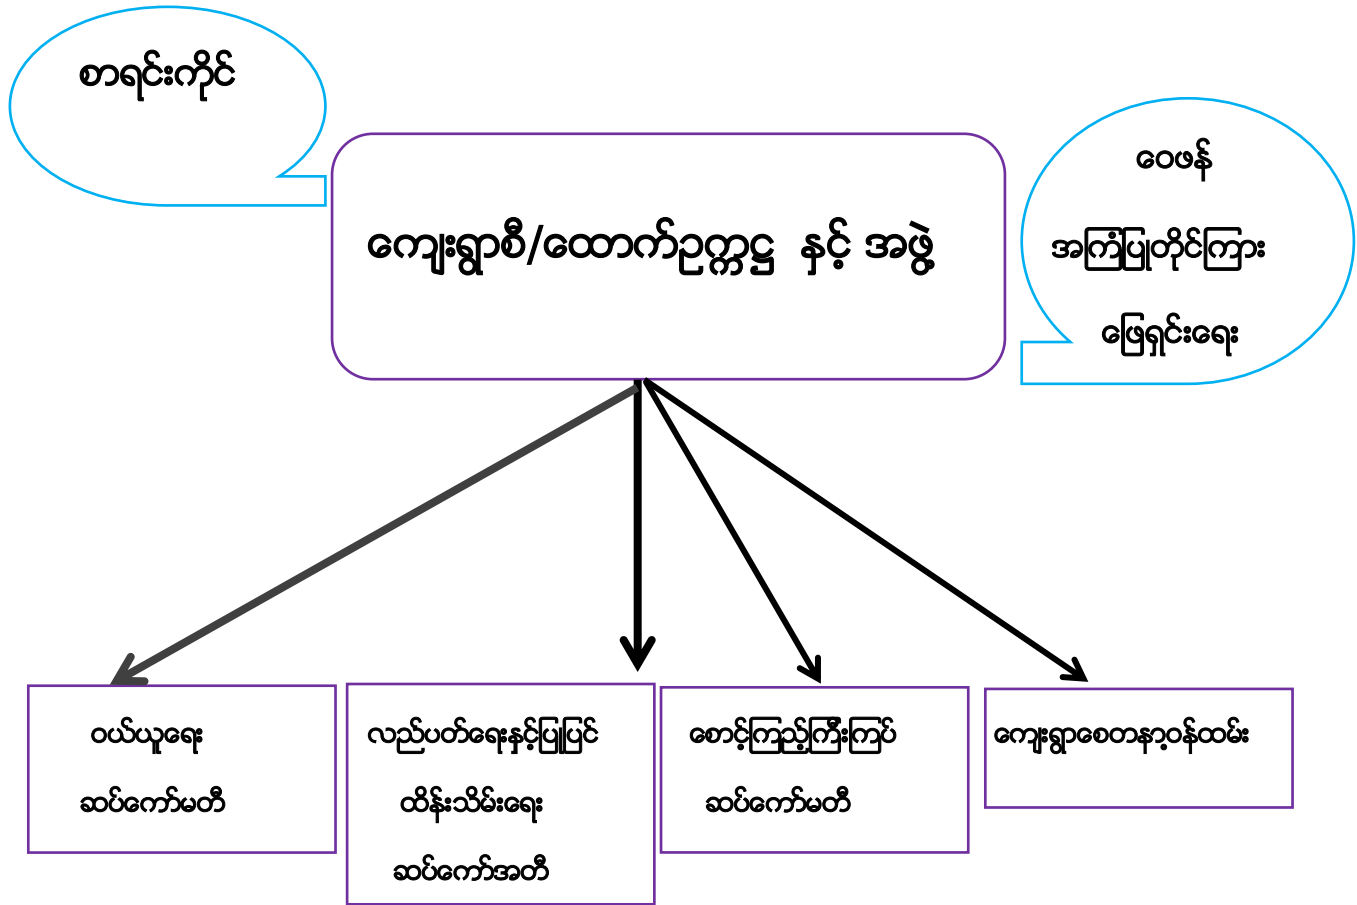 စာရင်းကိုင်
ကျေးရွာစီ/ထောက်ဥက္ကဋ္ဌ နှင့် အဖွဲ့
ဝေဖန်
အကြံပြုတိုင်ကြား
ဖြေရှင်းရေး
ဝယ်ယူရေး
ဆပ်ကော်မတီ
လည်ပတ်ရေးနှင့်ပြုပြင်
ထိန်းသိမ်းရေး
ဆပ်ကော်အတီ
စောင့်ကြည့်ကြီးကြပ်
ဆပ်ကော်မတီ
ကျေးရွာစေတနာ့ဝန်ထမ်း